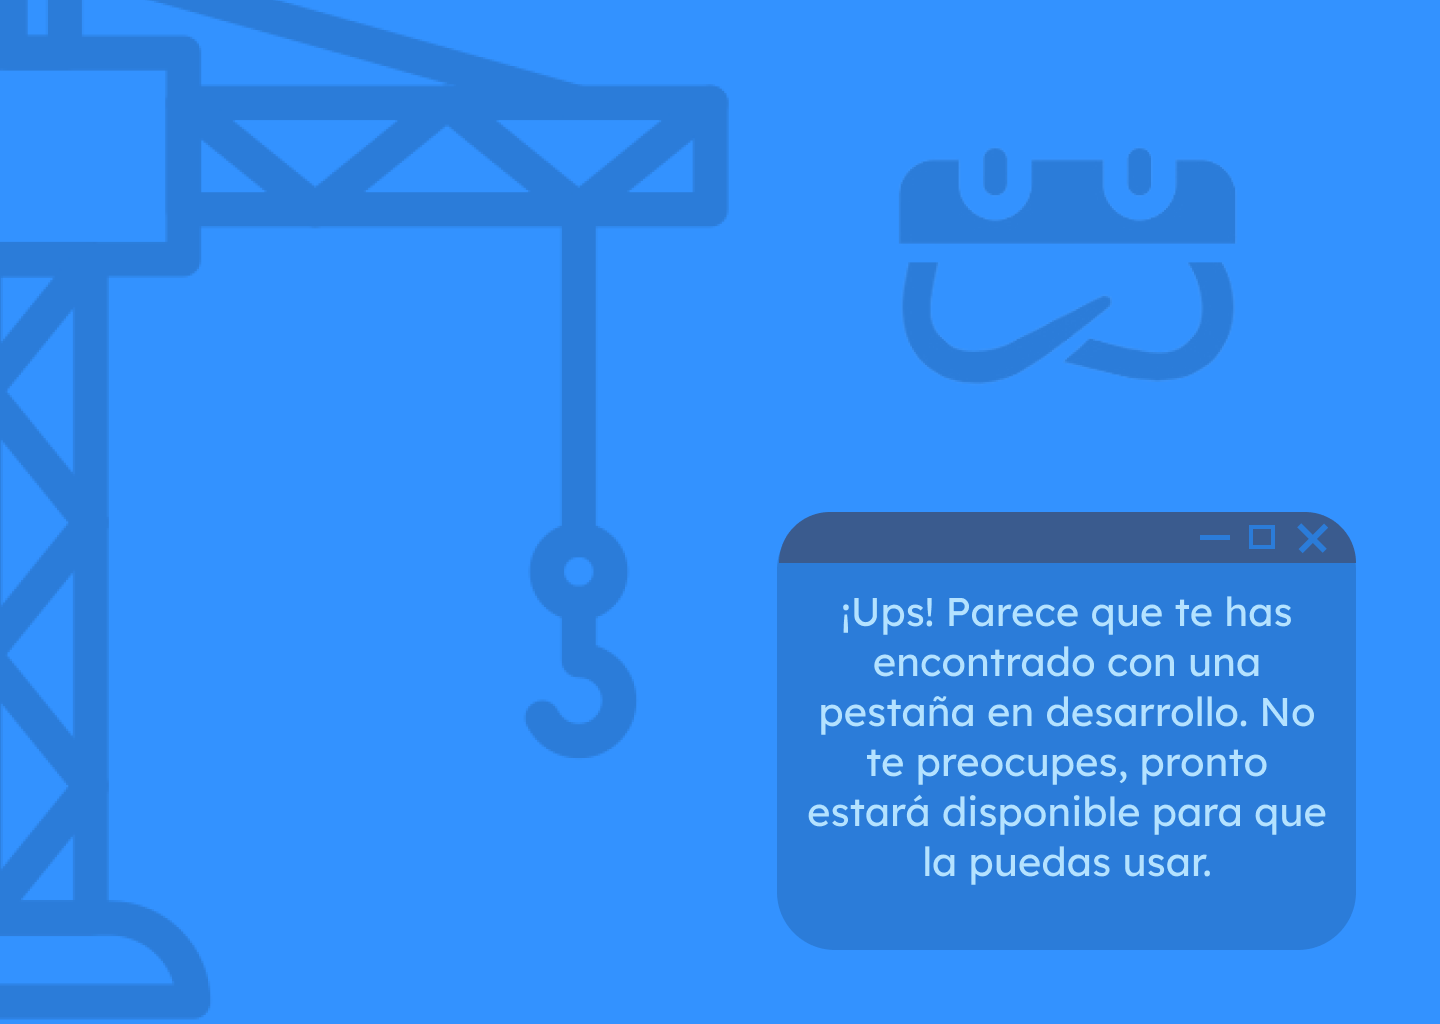 ¡Ups! Parece que te has
encontrado con una
pestaña en desarrollo. No
te preocupes, pronto
estará disponible para que
la puedas usar.